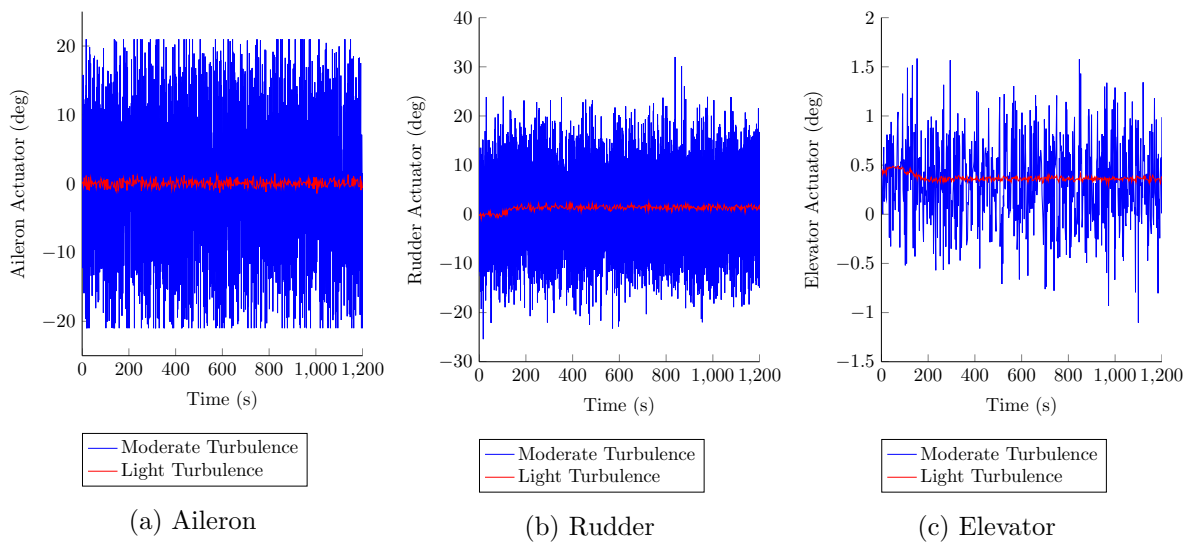 20
10
0
−10
−20
0 200 400 600 800 1,000 1,200
Time (s)
Aileron Actuator (deg)
Moderate Turbulence
Light Turbulence
(a) Aileron
40
30
20
10
0
−10
−20
−30
0 200 400 600 800 1,000 1,200
Time (s)
Rudder Actuator (deg)
Moderate Turbulence
Light Turbulence
(b) Rudder
2
1.5
1
0.5
0
−0.5
−1
−1.5
0 200 400 600 800 1,000 1,200
Time (s)
Elevator Actuator (deg)
Moderate Turbulence
Light Turbulence
(c) Elevator